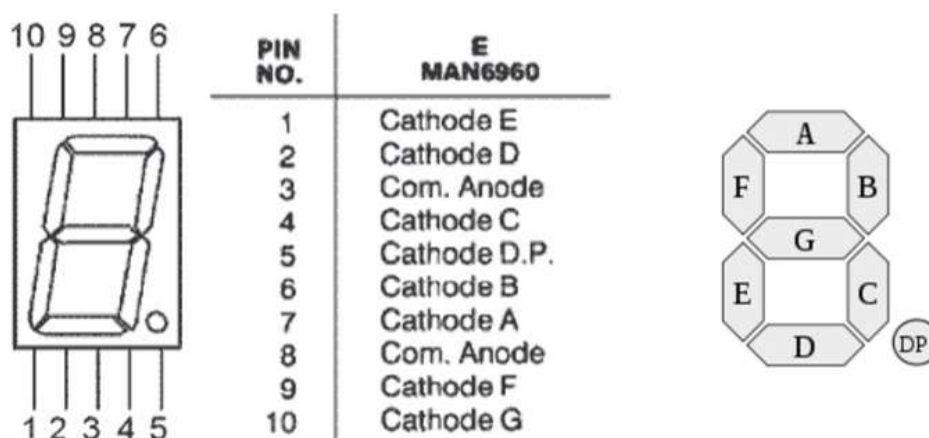 10 9 8 7 6
1 2 3 4 5
PIN NO. E MAN6960
1 Cathode E
2 Cathode D
3 Com. Anode
4 Cathode C
5 Cathode D.P.
6 Cathode B
7 Cathode A
8 Com. Anode
9 Cathode F
10 Cathode G
A
F B
G
E C
D DP